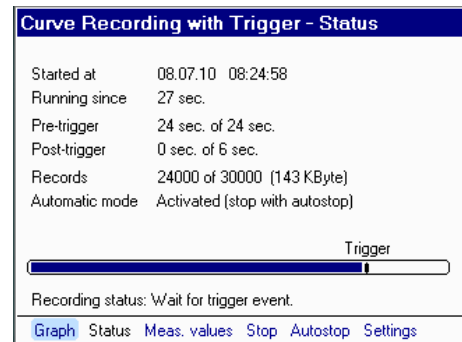 Curve Recording with Trigger - Status
Started at 08.07.10 08:24:58
Running since 27 sec.
Pre-trigger 24 sec. of 24 sec.
Post-trigger 0 sec. of 6 sec.
Records 24000 of 30000 (143 KByte)
Automatic mode Activated (stop with autostop)
Trigger
Recording status: Wait for trigger event.
Graph Status Meas. values Stop Autostop Settings